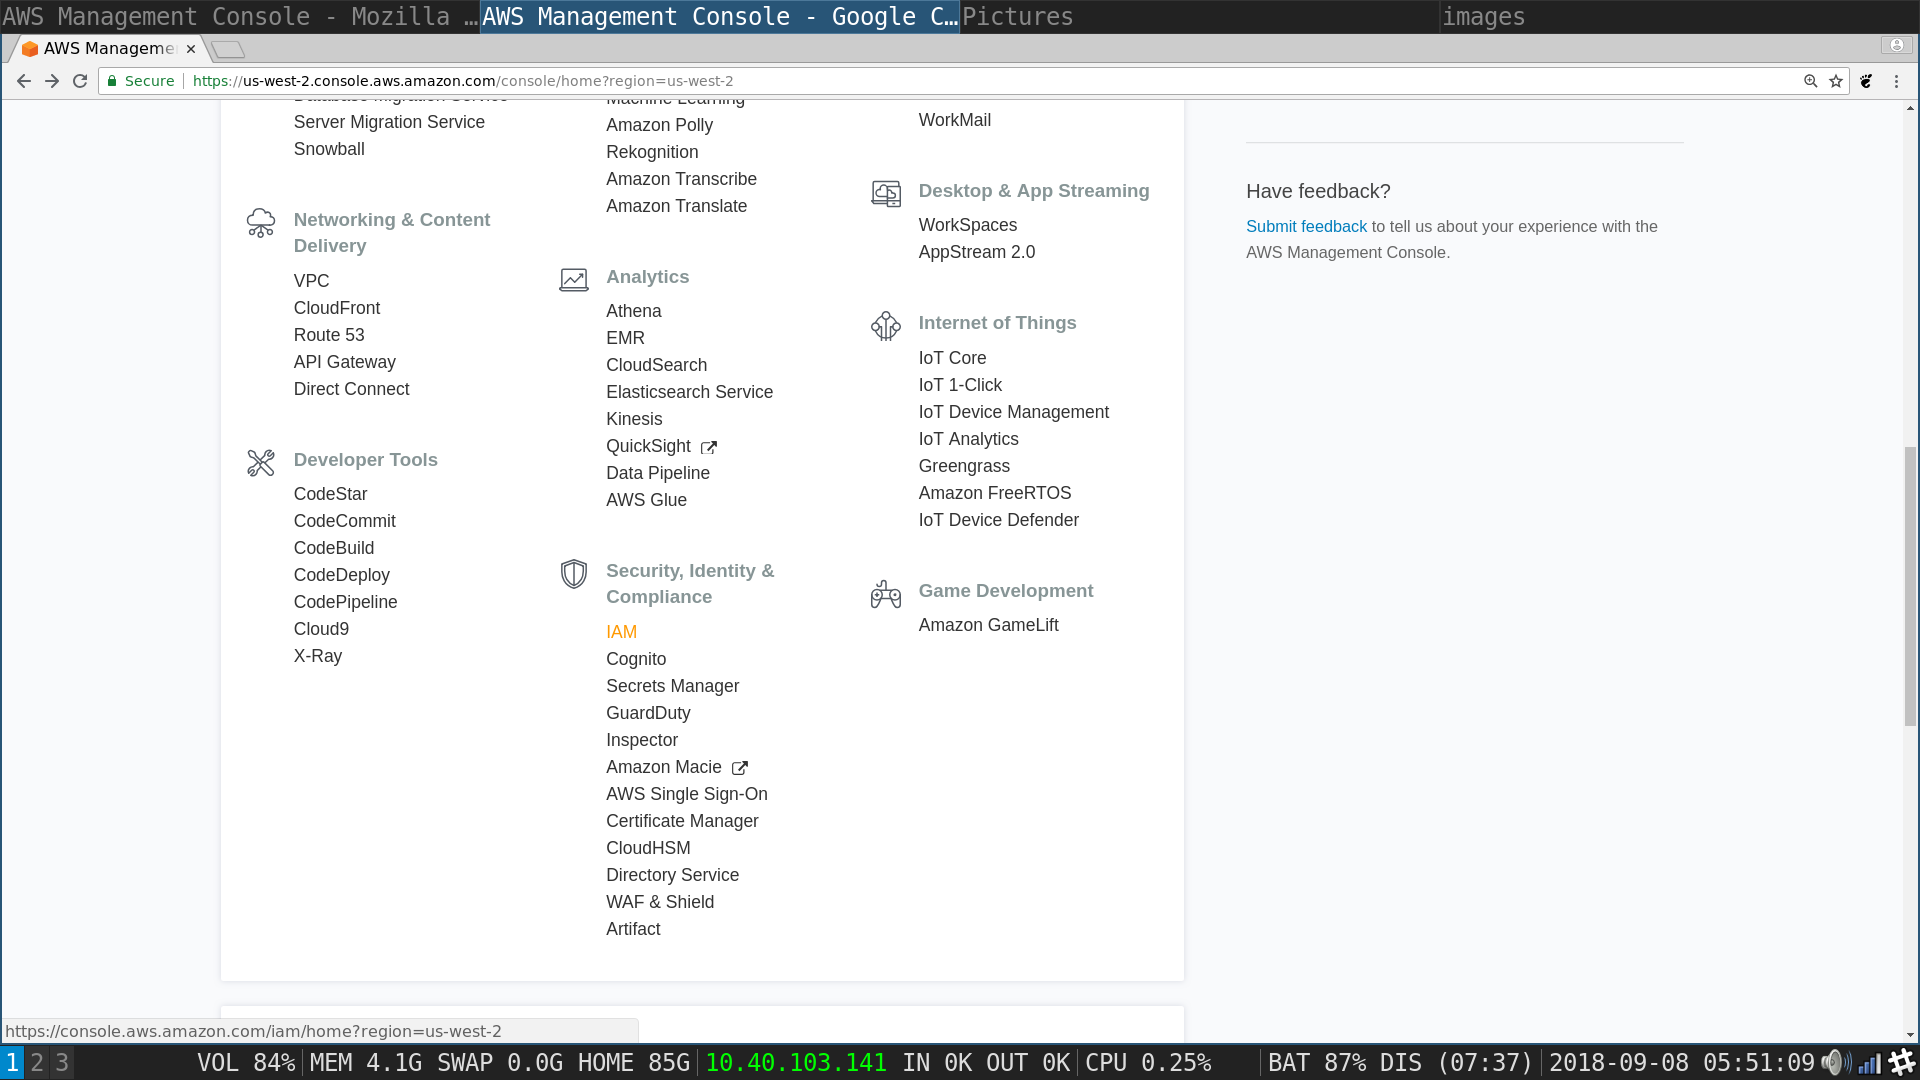 AWS Management Console - Mozilla …
AWS Management Console - Google C…
Pictures
images
AWS Manageme
Secure
https://us-west-2.console.aws.amazon.com/console/home?region=us-west-2
Database Migration Service
Server Migration Service
Snowball
Networking & Content
Delivery
VPC
CloudFront
Route 53
API Gateway
Direct Connect
Developer Tools
CodeStar
CodeCommit
CodeBuild
CodeDeploy
CodePipeline
Cloud9
X-Ray
Machine Learning
Amazon Polly
Rekognition
Amazon Transcribe
Amazon Translate
Analytics
Athena
EMR
CloudSearch
Elasticsearch Service
Kinesis
QuickSight
Data Pipeline
AWS Glue
Security, Identity &
Compliance
IAM
Cognito
Secrets Manager
GuardDuty
Inspector
Amazon Macie
AWS Single Sign-On
Certificate Manager
CloudHSM
Directory Service
WAF & Shield
Artifact
WorkMail
Desktop & App Streaming
WorkSpaces
AppStream 2.0
Internet of Things
IoT Core
IoT 1-Click
IoT Device Management
IoT Analytics
Greengrass
Amazon FreeRTOS
IoT Device Defender
Game Development
Amazon GameLift
Have feedback?
Submit feedback to tell us about your experience with the
AWS Management Console.
https://console.aws.amazon.com/iam/home?region=us-west-2
1 2 3
VOL 84% MEM 4.1G SWAP 0.0G HOME 85G 10.40.103.141 IN 0K OUT 0K CPU 0.25% BAT 87% DIS (07:37) 2018-09-08 05:51:09